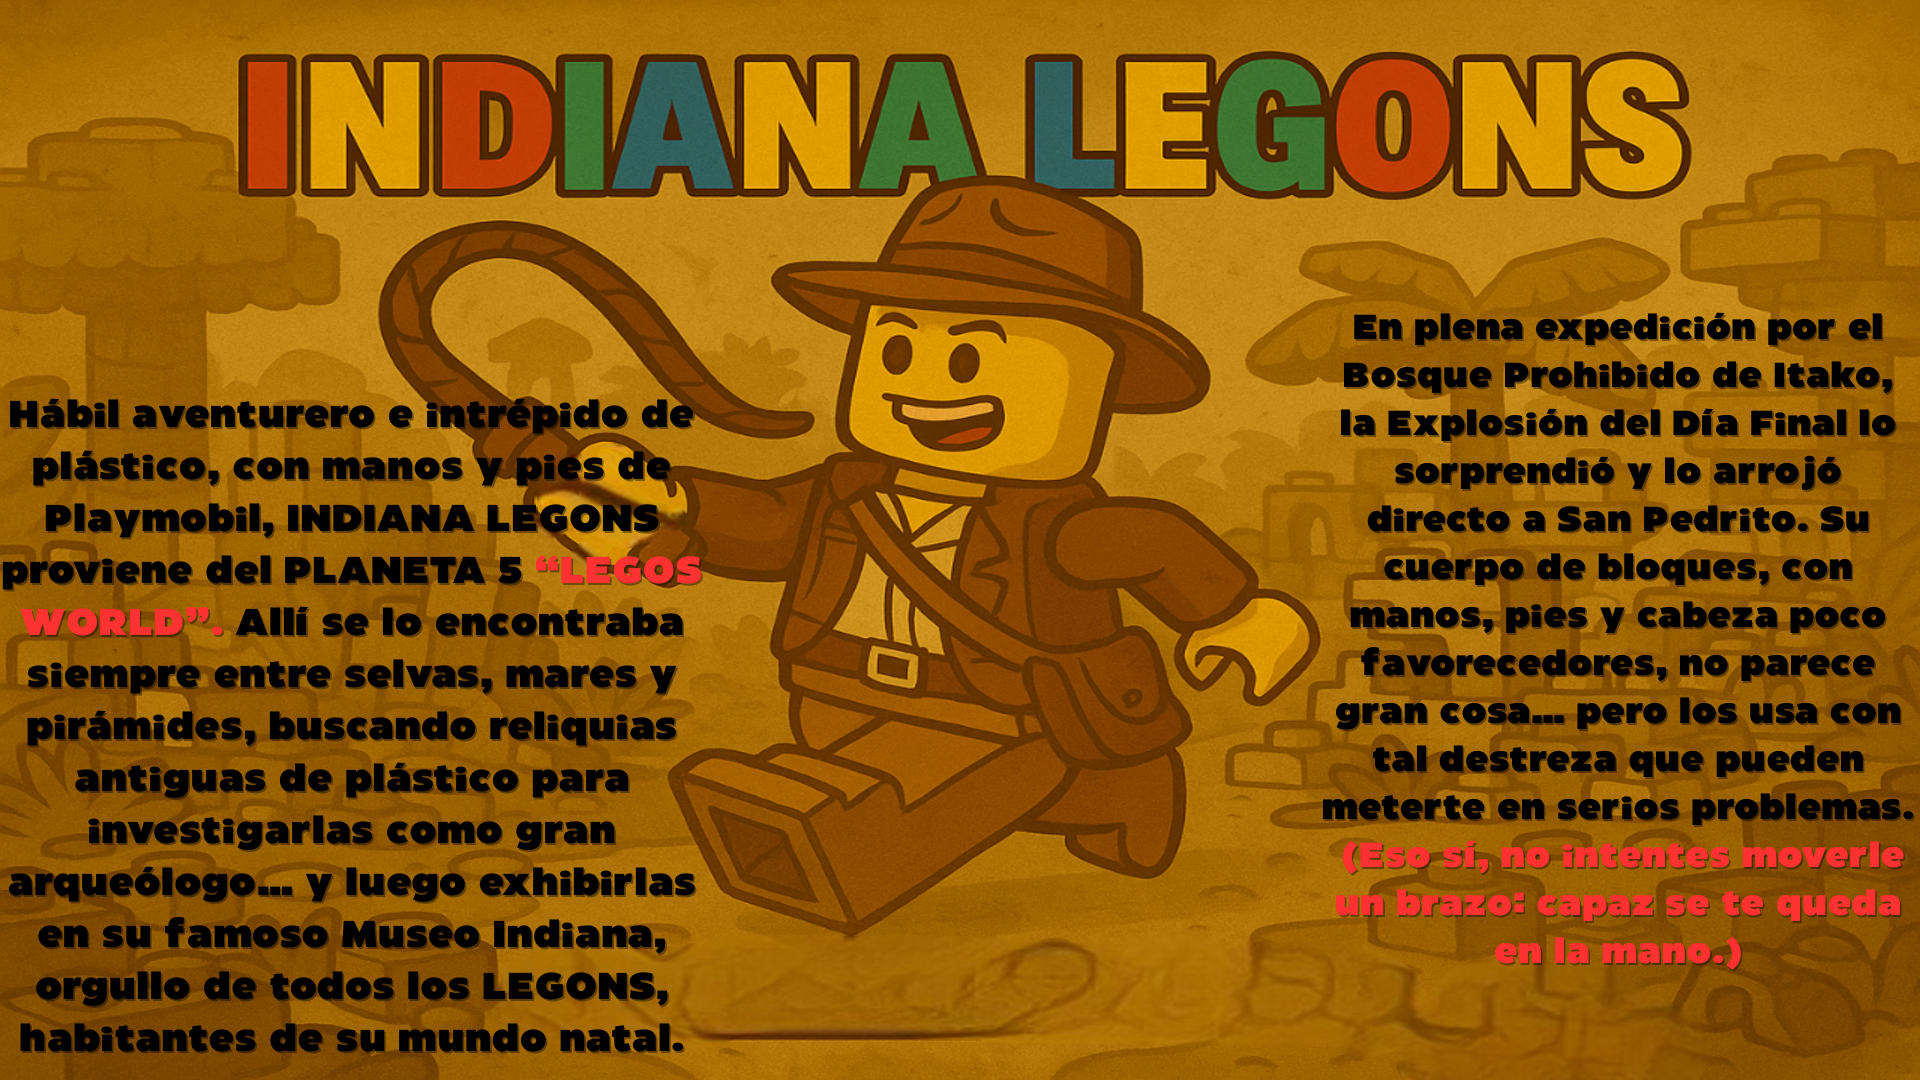 INDIANA LEGONS
Hábil aventurero e intrépido de
plástico, con manos y pies de
Playmobil, INDIANA LEGONS
proviene del PLANETA 5 “LEGOS
WORLD”. Allí se lo encontraba
siempre entre selvas, mares y
pirámides, buscando reliquias
antiguas de plástico para
investigarlas como gran
arqueólogo... y luego exhibirlas
en su famoso Museo Indiana,
orgullo de todos los LEGONS,
habitantes de su mundo natal.
En plena expedición por el
Bosque Prohibido de Itako,
la Explosión del Día Final lo
sorprendió y lo arrojó
directo a San Pedrito. Su
cuerpo de bloques, con
manos, pies y cabeza poco
favorecedores, no parece
gran cosa... pero los usa con
tal destreza que pueden
meterte en serios problemas.
(Eso sí, no intentes moverle
un brazo: capaz se te queda
en la mano.)